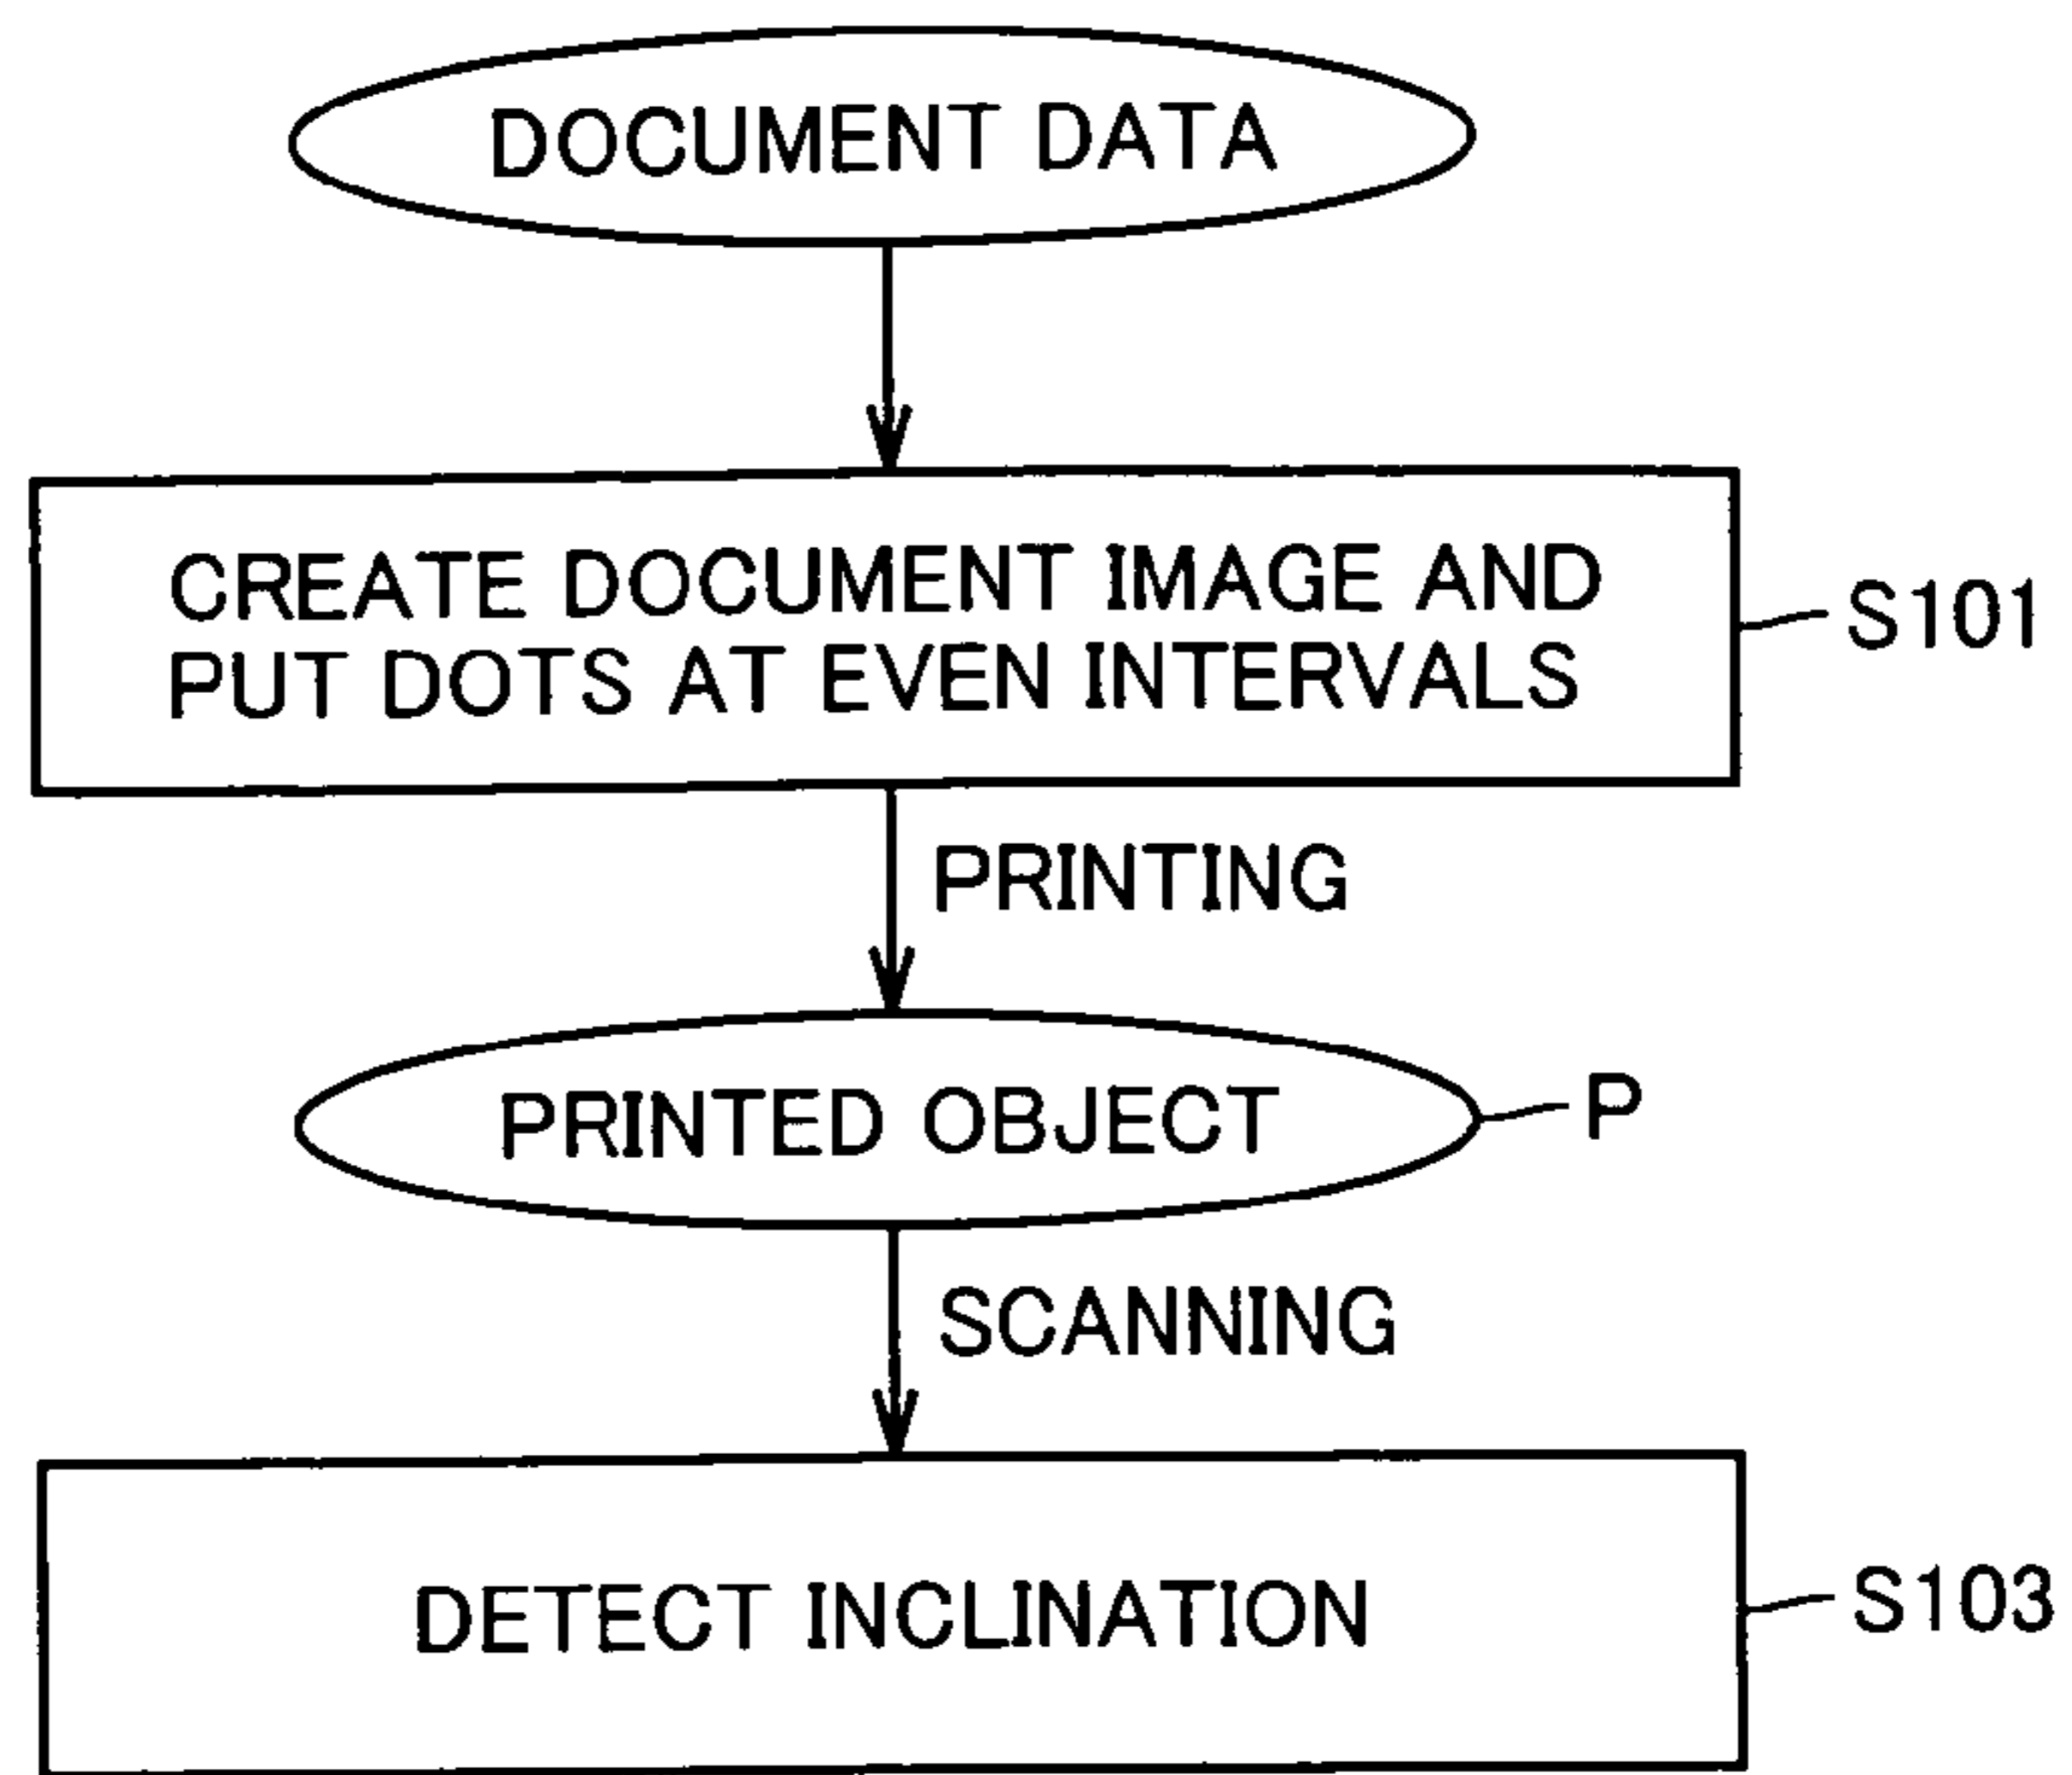 DOCUMENT DATA
CREATE DOCUMENT IMAGE AND
PUT DOTS AT EVEN INTERVALS
S101
PRINTING
PRINTED OBJECT
P
SCANNING
DETECT INCLINATION
S103